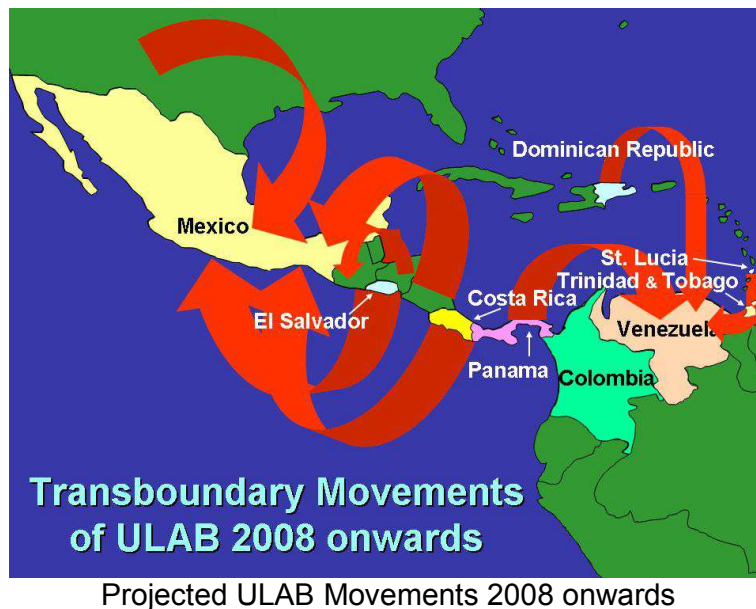 Dominican Republic
Mexico
St. Lucia
Trinidad & Tobago
Costa Rica
El Salvador
Venezuela
Panama
Colombia
Transboundary Movements
of ULAB 2008 onwards
Projected ULAB Movements 2008 onwards